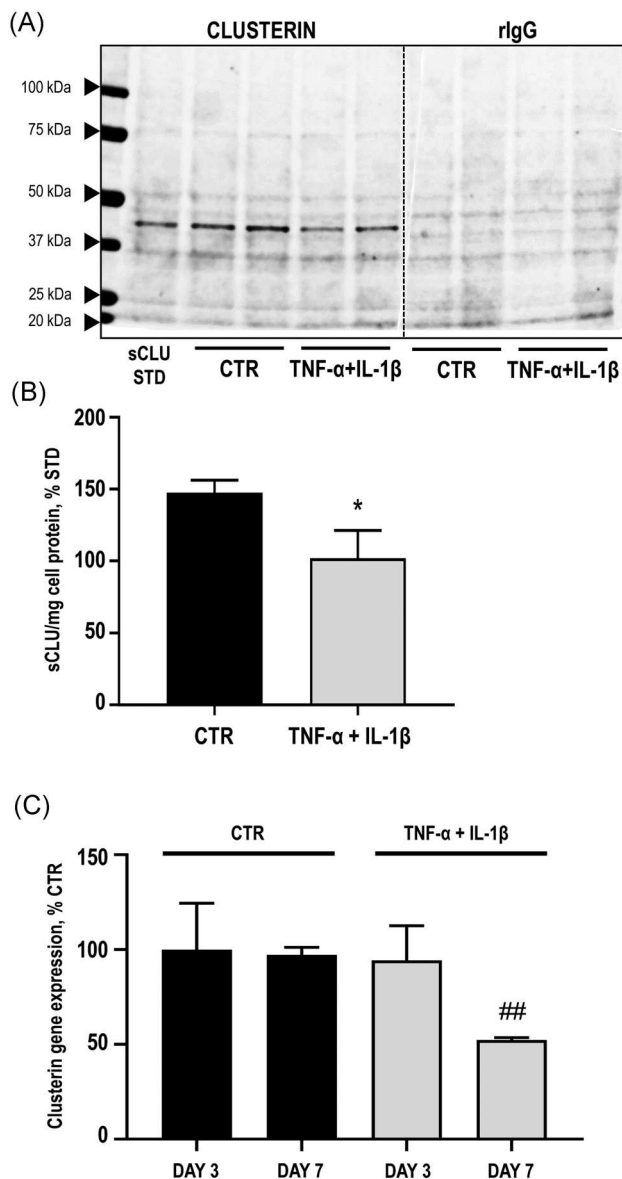 (A)
CLUSTERIN rIgG
100 kDa
75 kDa
50 kDa
37 kDa
25 kDa
20 kDa
sCLU
STD
CTR TNF-α+IL-1β CTR TNF-α+IL-1β
(B)
sCLU/mg cell protein, % STD
200
150
100
50
0
*
CTR TNF-α + IL-1β
(C)
CTR TNF-α + IL-1β
Clusterin gene expression, % CTR
150
100
50
0
##
DAY 3 DAY 7 DAY 3 DAY 7